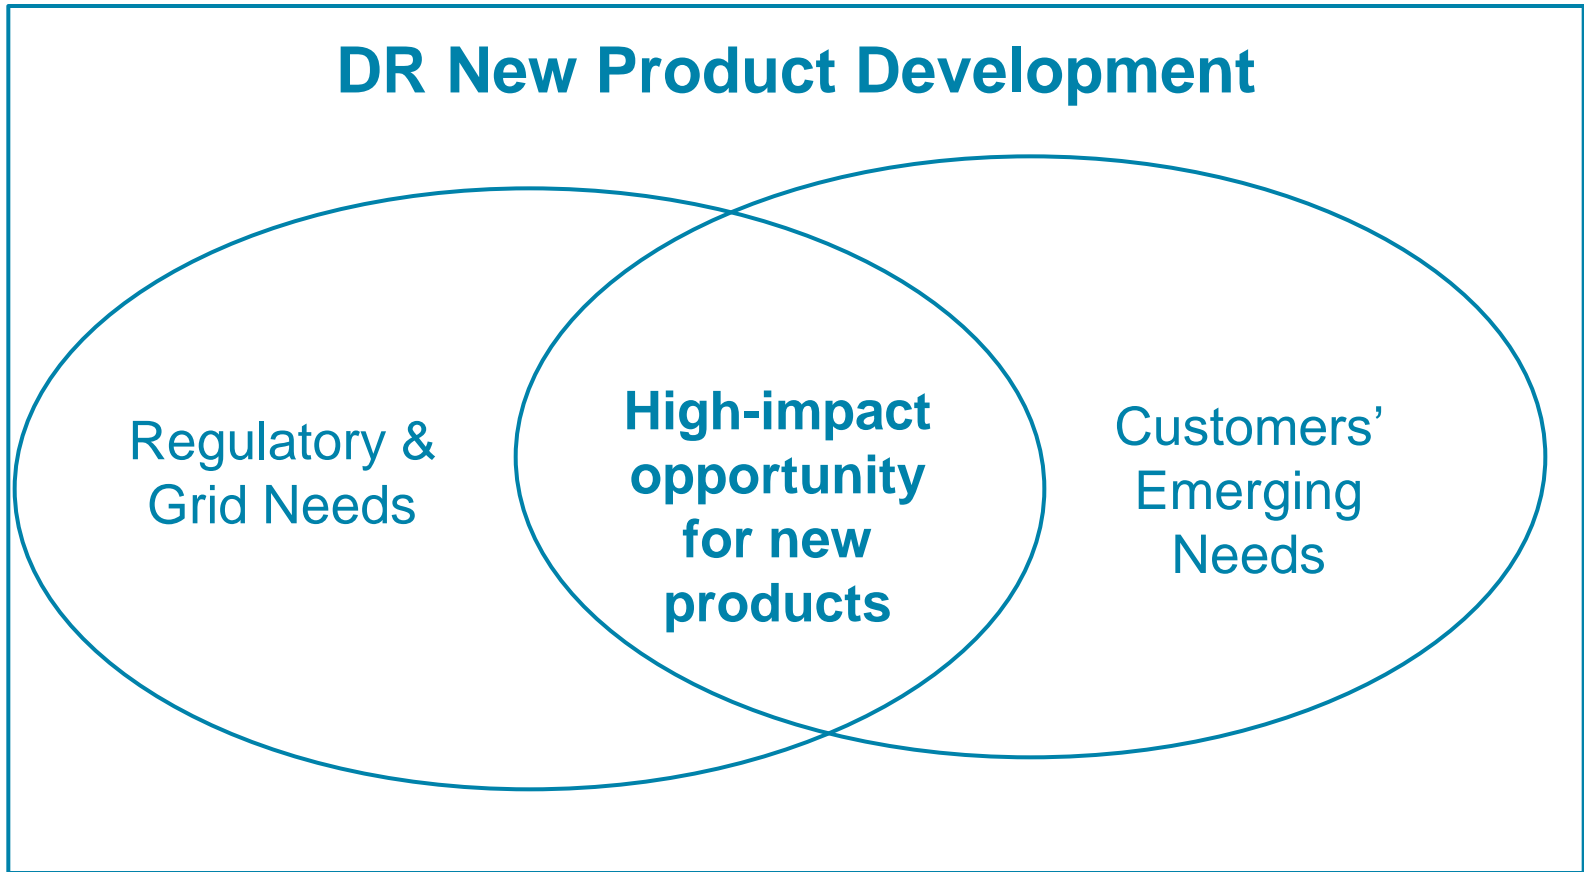 DR New Product Development
Regulatory &
Grid Needs
High-impact
opportunity
for new
products
Customers’
Emerging
Needs